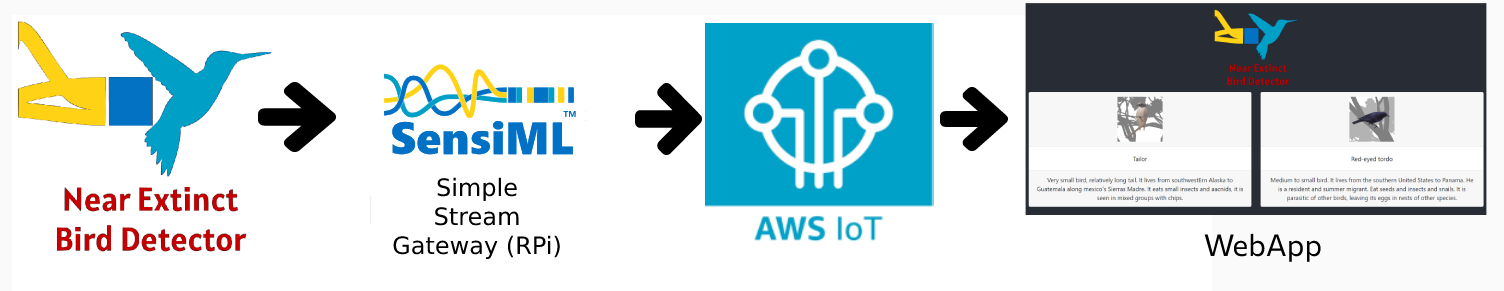 Near Extinct
Bird Detector
SensiML™
Simple
Stream
Gateway (RPi)
AWS IoT
Near Extinct
Bird Detector
Tailor
Very small bird, relatively long tail. It lives from southwestErn Alaska to
Guatemala along mexico's Sierras Madre. It eats small insects and aacnids, it is
seen in mixed groups with chips.
Red-eyed tordo
Medium to small bird. It lives from the southern United States to Panama. He
is a resident and summer migrant. Eat seeds and insects and snails. It is
parasitic of other birds, leaving its eggs in nests of other species.
WebApp